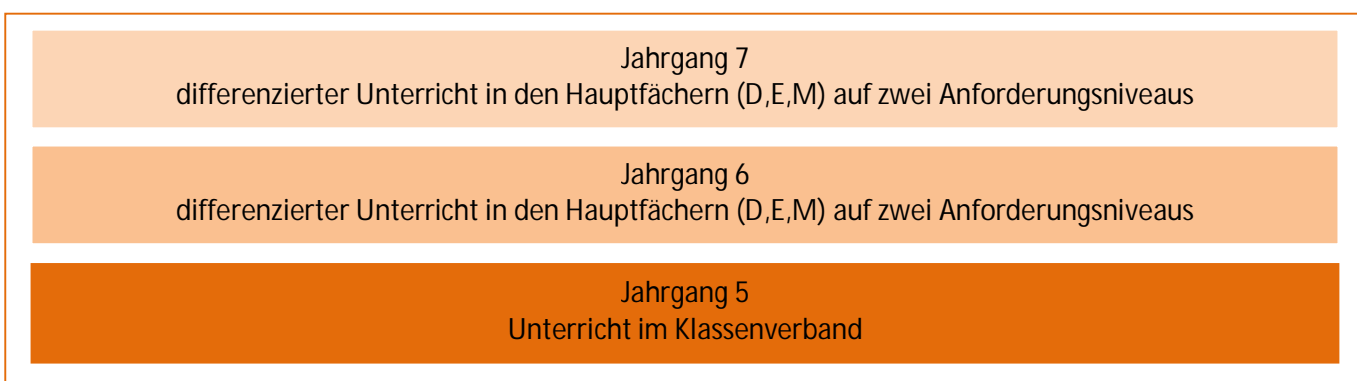 Jahrgang 7
differenzierter Unterricht in den Hauptfächern (D,E,M) auf zwei Anforderungsniveaus
Jahrgang 6
differenzierter Unterricht in den Hauptfächern (D,E,M) auf zwei Anforderungsniveaus
Jahrgang 5
Unterricht im Klassenverband